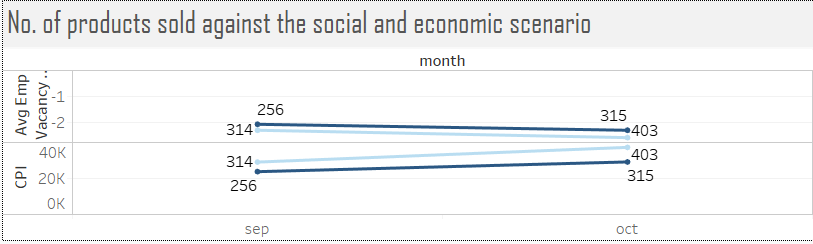 No. of products sold against the social and economic scenario
month
Avg Emp
Vacancy ..
-1
-2
256
314
315
403
CPI
40K
20K
0K
314
256
403
315
sep
oct